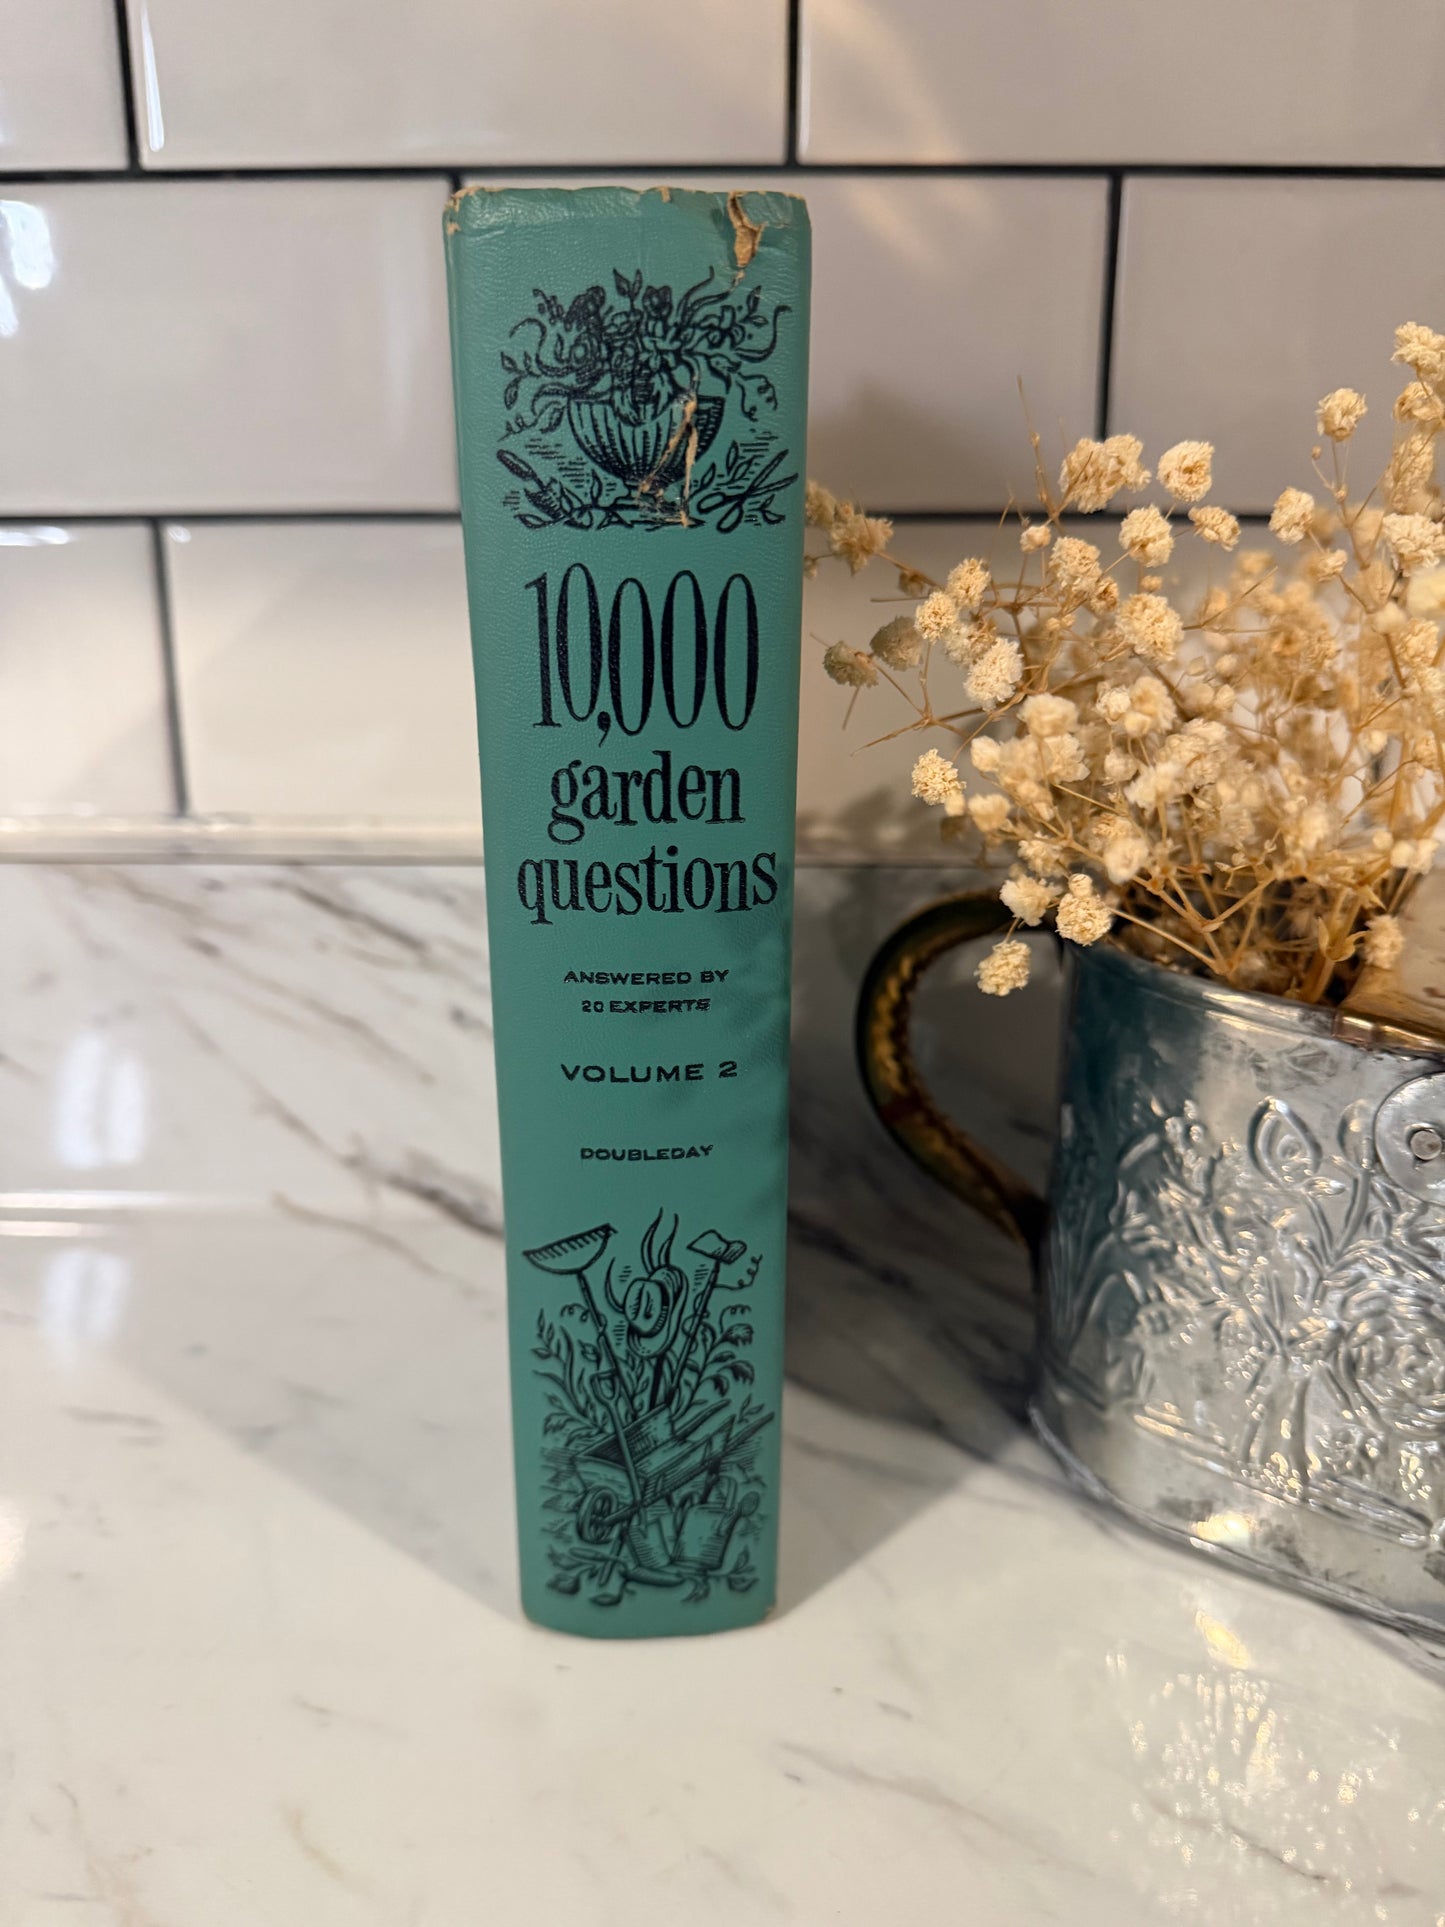 10,000
garden
questions
ANSWERED BY
20 EXPERTS
VOLUME 2
DOUBLEDAY